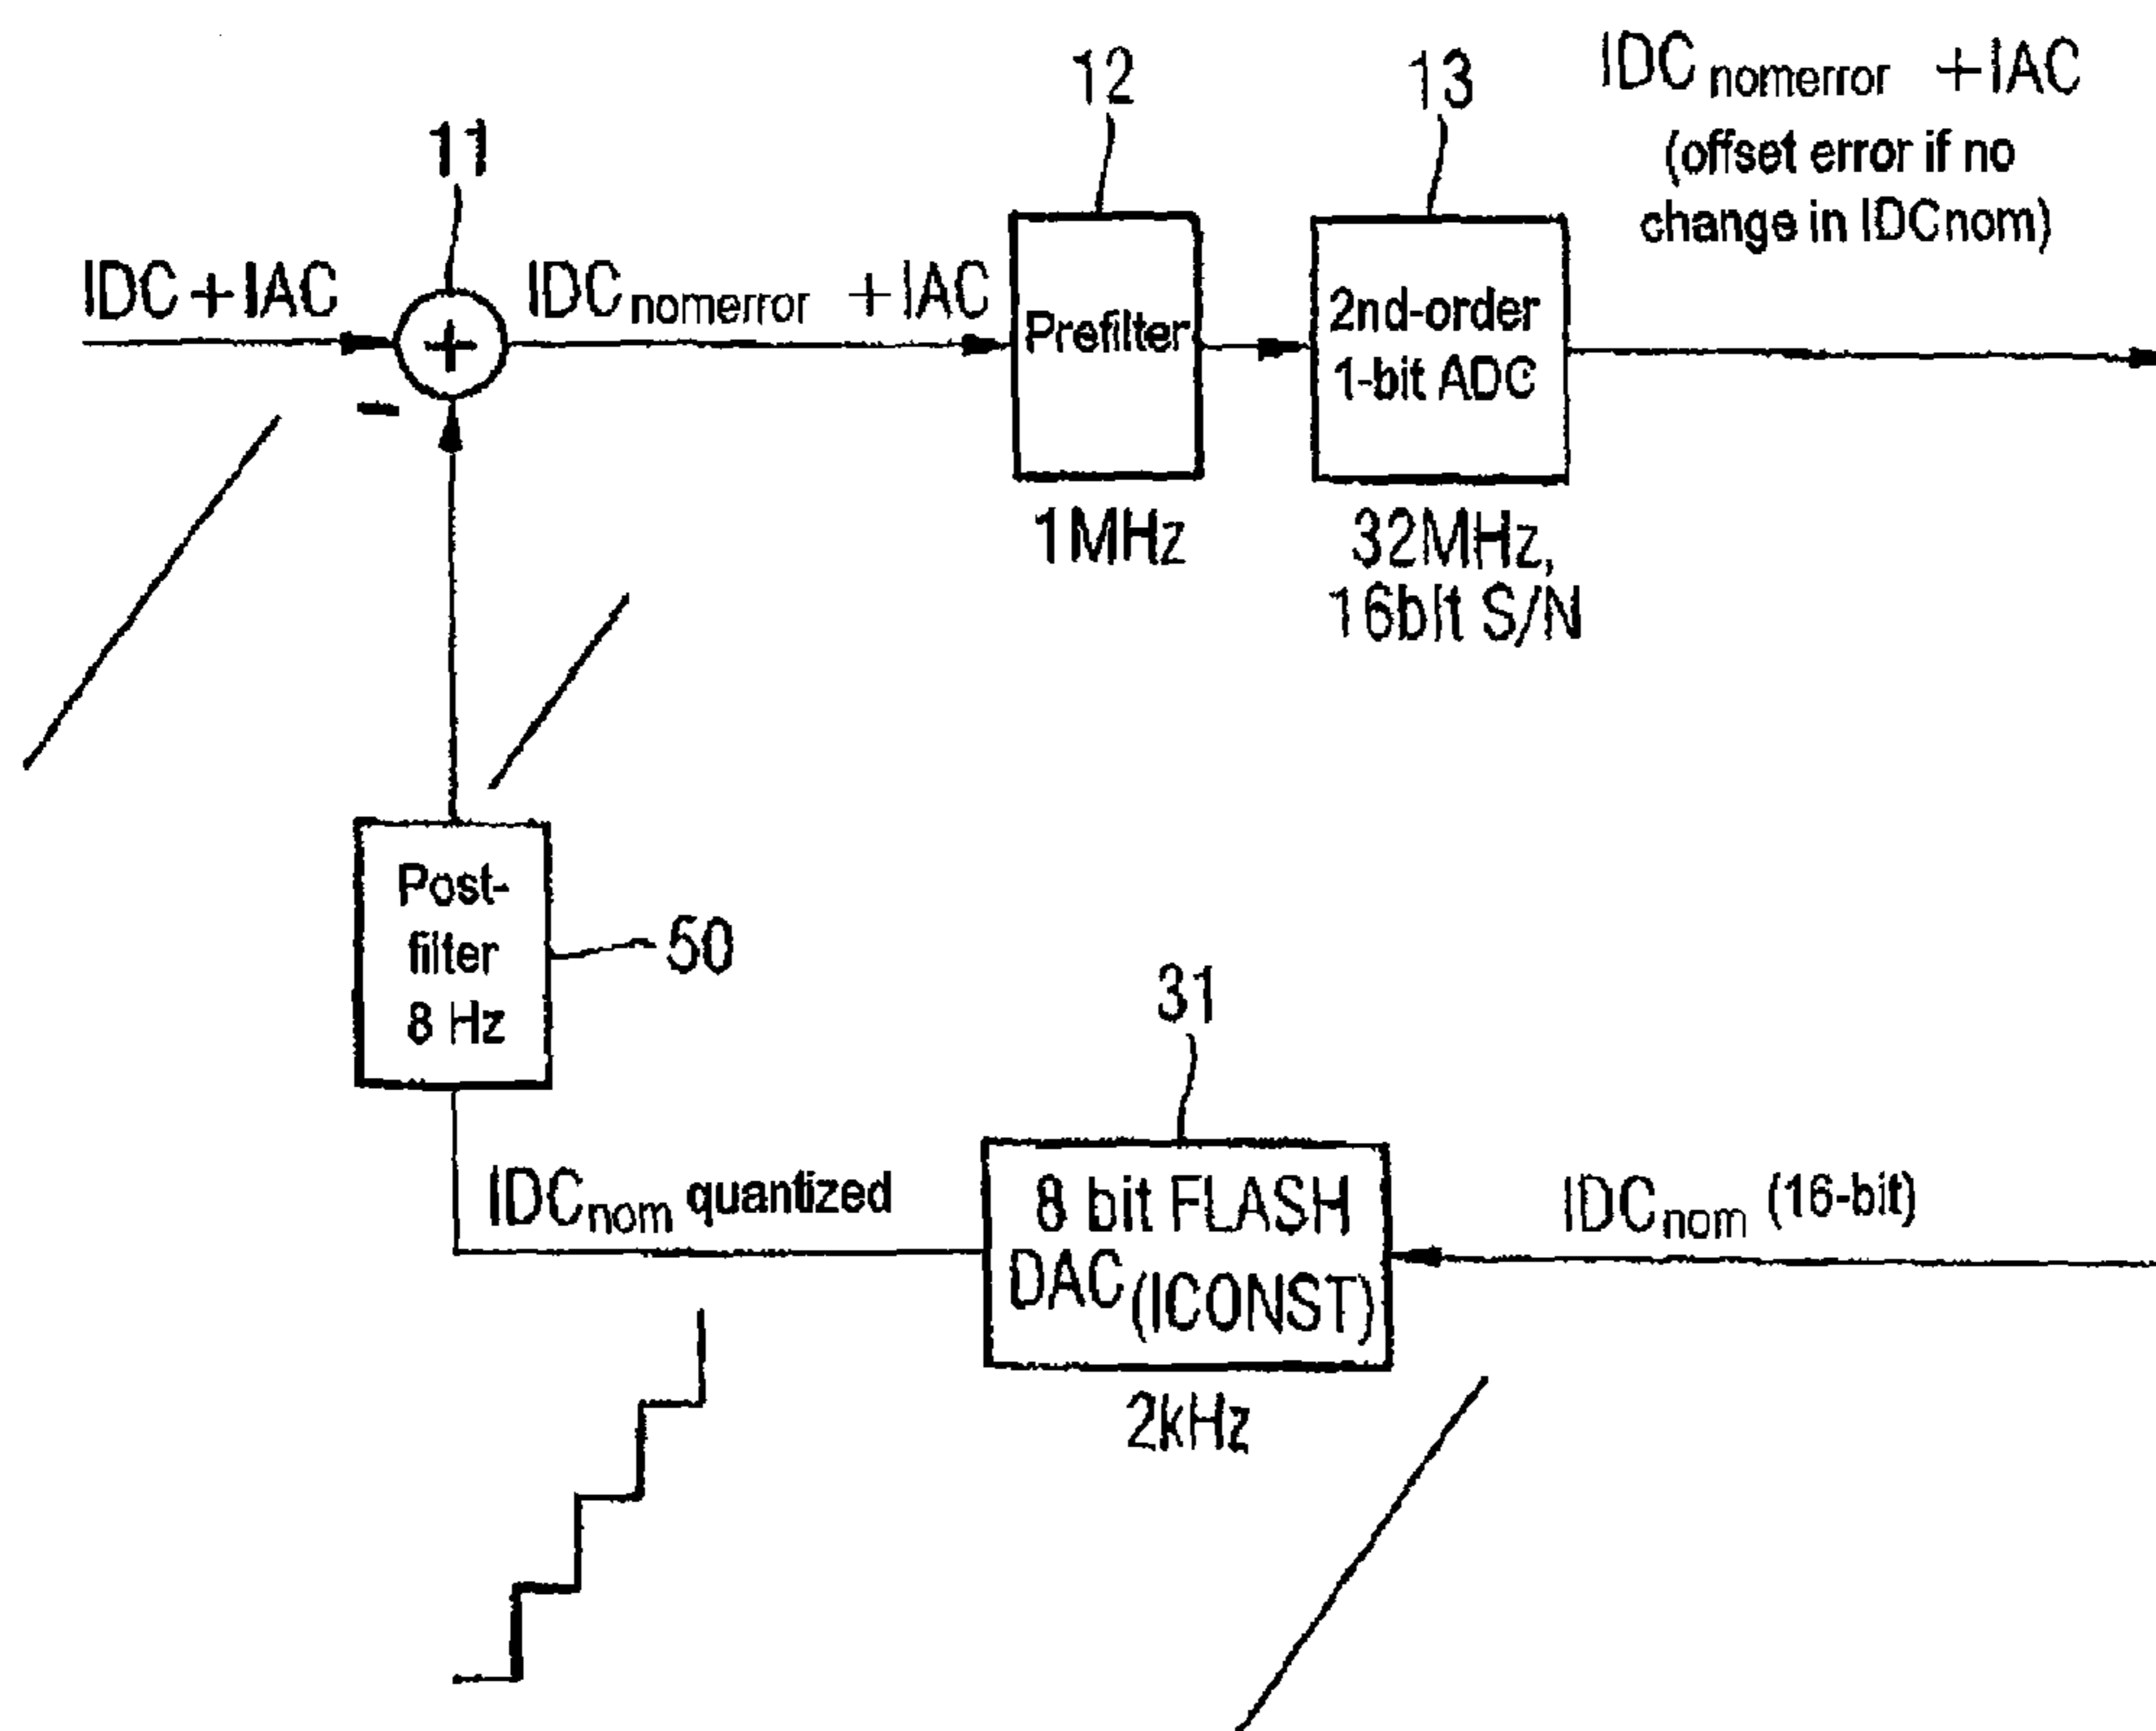 12
13
IDC nomerror +IAC
(offset error if no
change in IDCnom)
11
IDC+IAC
+
-
IDC nomerror +IAC
Prefilter
2nd-order
1-bit ADC
1MHz
32MHz,
16bit S/N
Post-
filter
8 Hz
50
31
IDCnom quantized
8 bit FLASH
DAC(ICONST)
IDCnom (16-bit)
2kHz